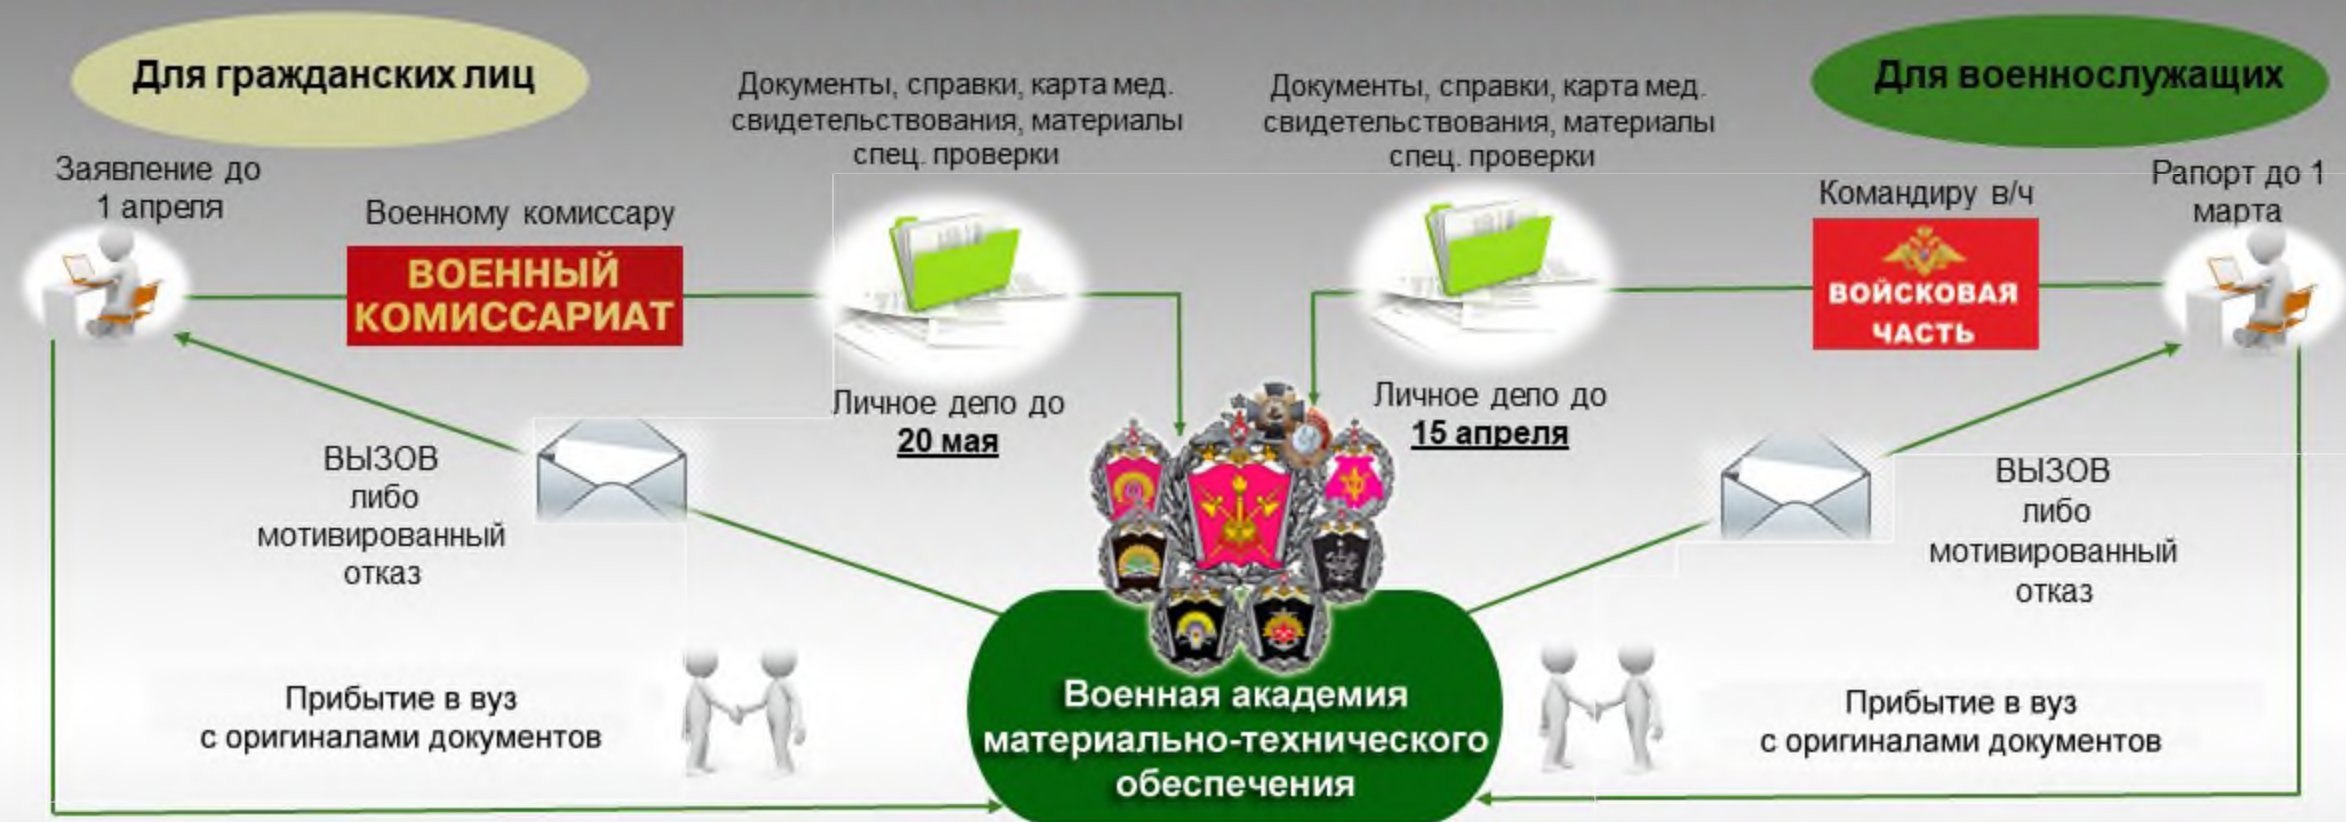 Для гражданских лиц
Заявление до
1 апреля
Военному комиссару
ВОЕННЫЙ
КОМИССАРИАТ
Документы, справки, карта мед.
свидетельствования, материалы
спец. проверки
Личное дело до
20 мая
ВЫЗОВ
либо
мотивированный
отказ
Прибытие в вуз
с оригиналами документов
Документы, справки, карта мед.
свидетельствования, материалы
спец. проверки
Личное дело до
15 апреля
Для военнослужащих
Рапорт до 1
марта
Командиру в/ч
ВОЙСКОВАЯ
ЧАСТЬ
ВЫЗОВ
либо
мотивированный
отказ
Прибытие в вуз
с оригиналами документов
Военная академия
материально-технического
обеспечения